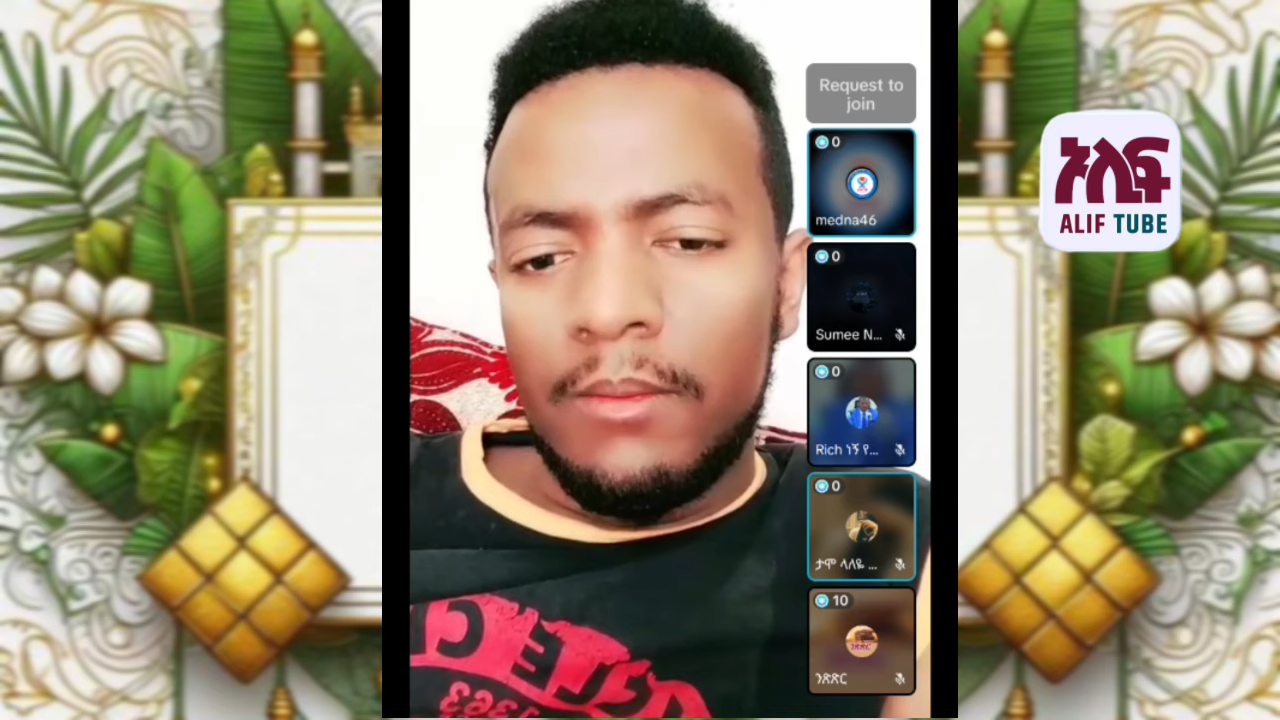 Request to
join
0
medna46
0
Sumee N...
0
Rich ነኝ የ...
0
ታሞ ላለዬ ...
10
ንጽጽር
አሊፍ
ALIF TUBE